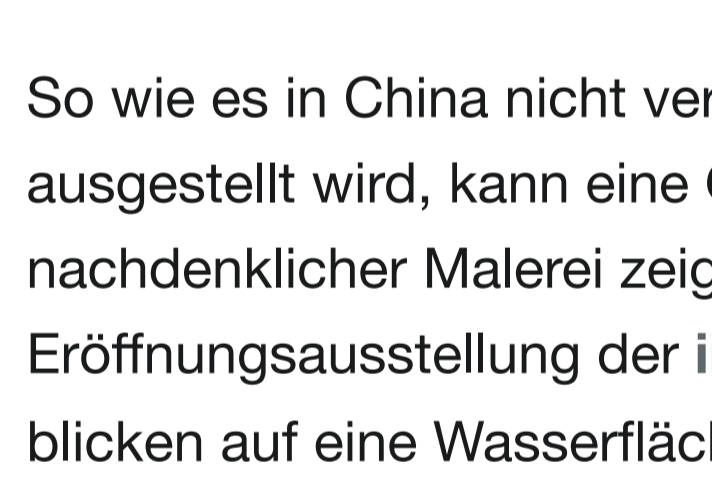 So wie es in China nicht ver
ausgestellt wird, kann eine
nachdenklicher Malerei zeig
Eröffnungsausstellung der i
blicken auf eine Wasserfläc